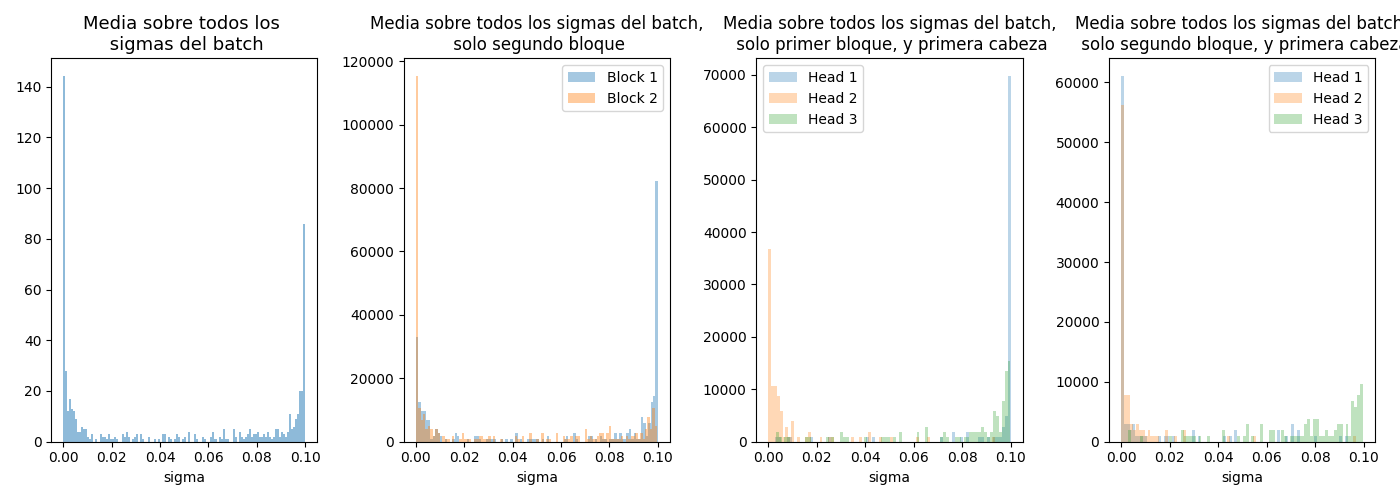 Media sobre todos los
sigmas del batch
140
120
100
80
60
40
20
0
0.00 0.02 0.04 0.06 0.08 0.10
sigma
Media sobre todos los sigmas del batch,
solo segundo bloque
Block 1
Block 2
120000
100000
80000
60000
40000
20000
0
0.00 0.02 0.04 0.06 0.08 0.10
sigma
Media sobre todos los sigmas del batch,
solo primer bloque, y primera cabeza
Head 1
Head 2
Head 3
70000
60000
50000
40000
30000
20000
10000
0
0.00 0.02 0.04 0.06 0.08 0.10
sigma
Media sobre todos los sigmas del batch
solo segundo bloque, y primera cabeza
Head 1
Head 2
Head 3
60000
50000
40000
30000
20000
10000
0
0.00 0.02 0.04 0.06 0.08 0.10
sigma